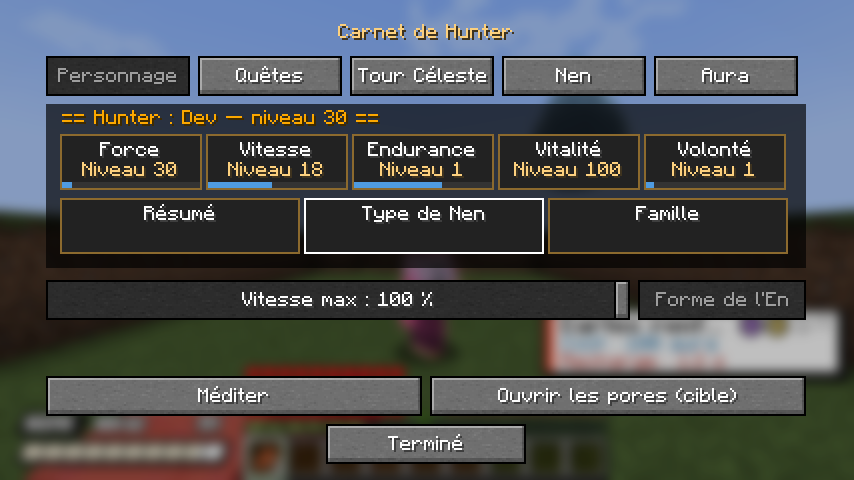 Carnet de Hunter
Personnage
Quêtes
Tour Céleste
Nen
Aura
== Hunter : Dev — niveau 30 ==
Force
Niveau 30
Vitesse
Niveau 18
Endurance
Niveau 1
Vitalité
Niveau 100
Volonté
Niveau 1
Résumé
Type de Nen
Famille
Vitesse max : 100 %
Forme de l'En
Méditer
Ouvrir les pores (cible)
Terminé